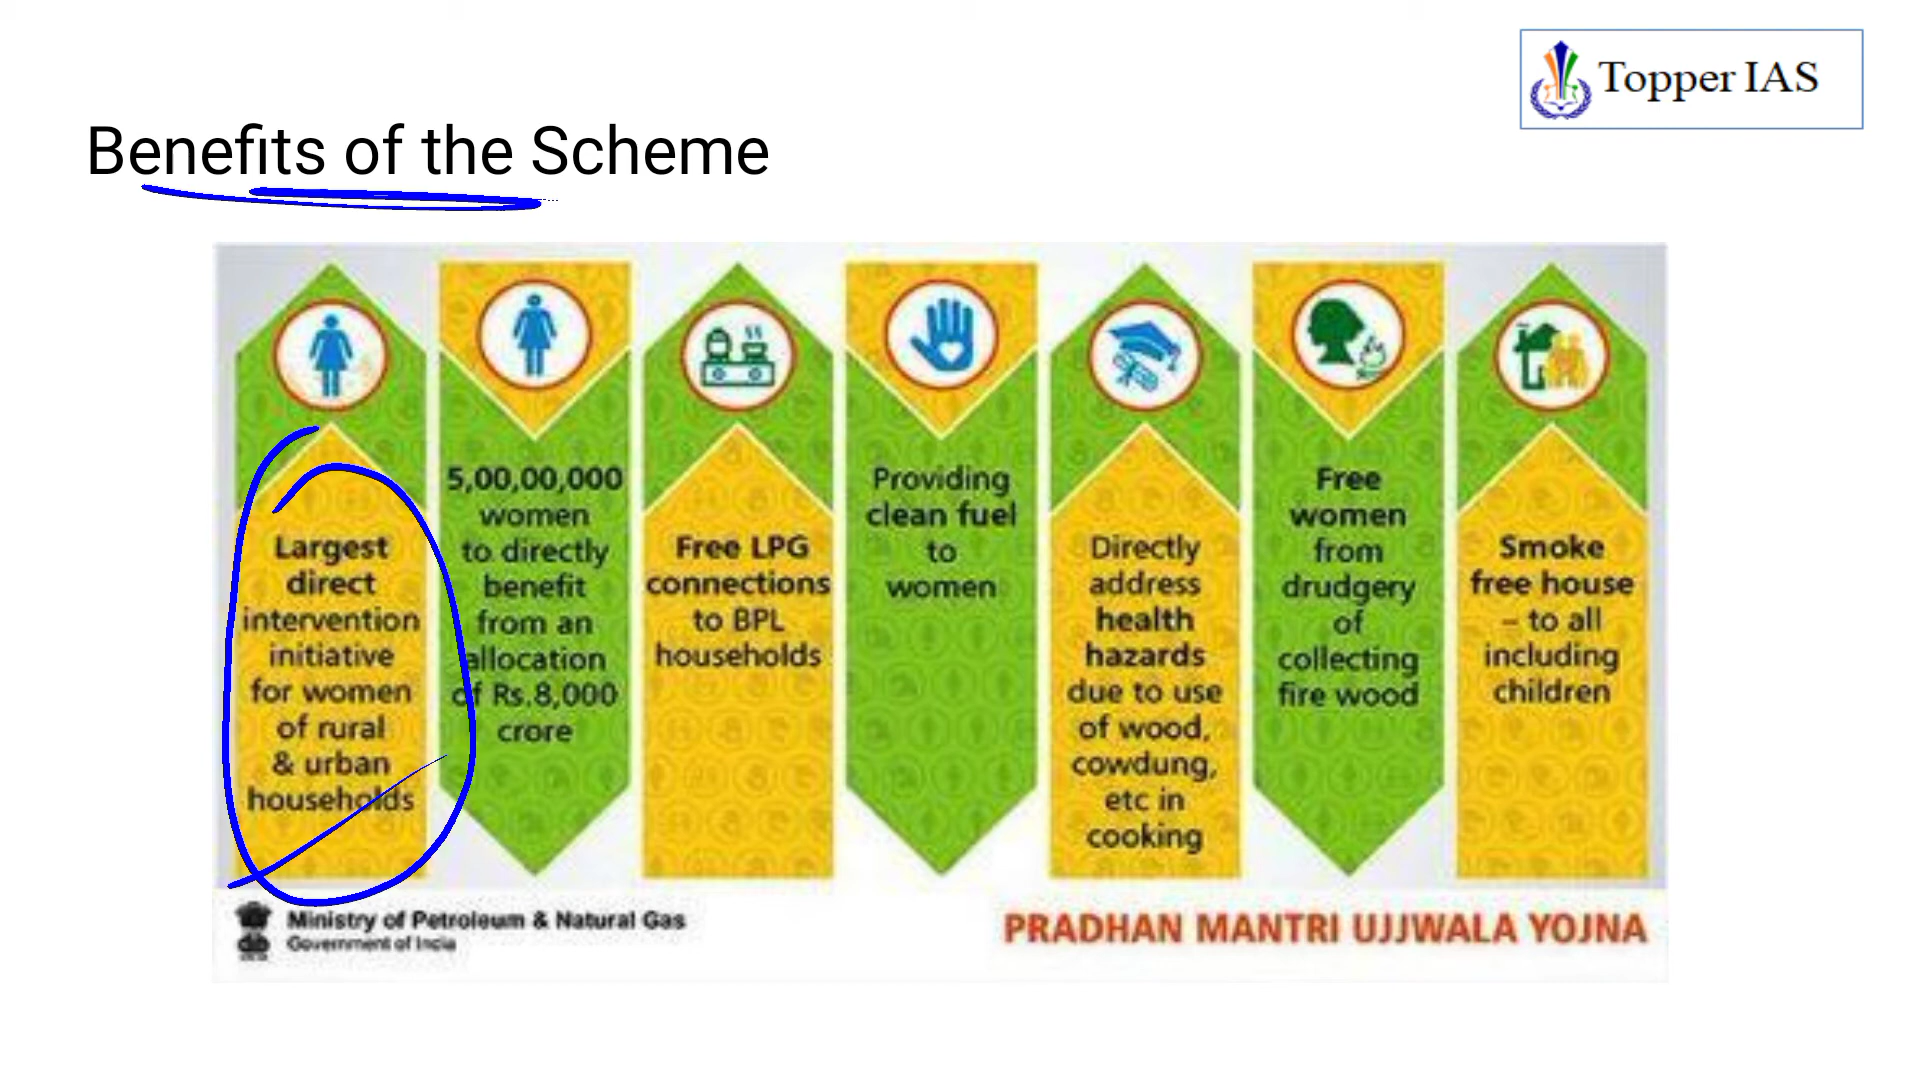 Topper IAS
Benefits of the Scheme
Largest
direct
intervention
initiative
for women
of rural
& urban
households
5,00,00,000
women
to directly
benefit
from an
allocation
of Rs.8,000
crore
Free LPG
connections
to BPL
households
Providing
clean fuel
to
women
Directly
address
health
hazards
due to use
of wood,
cowdung,
etc in
cooking
Free
women
from
drudgery
of
collecting
fire wood
Smoke
free house
– to all
including
children
Ministry of Petroleum & Natural Gas
Government of India
PRADHAN MANTRI UJJWALA YOJNA